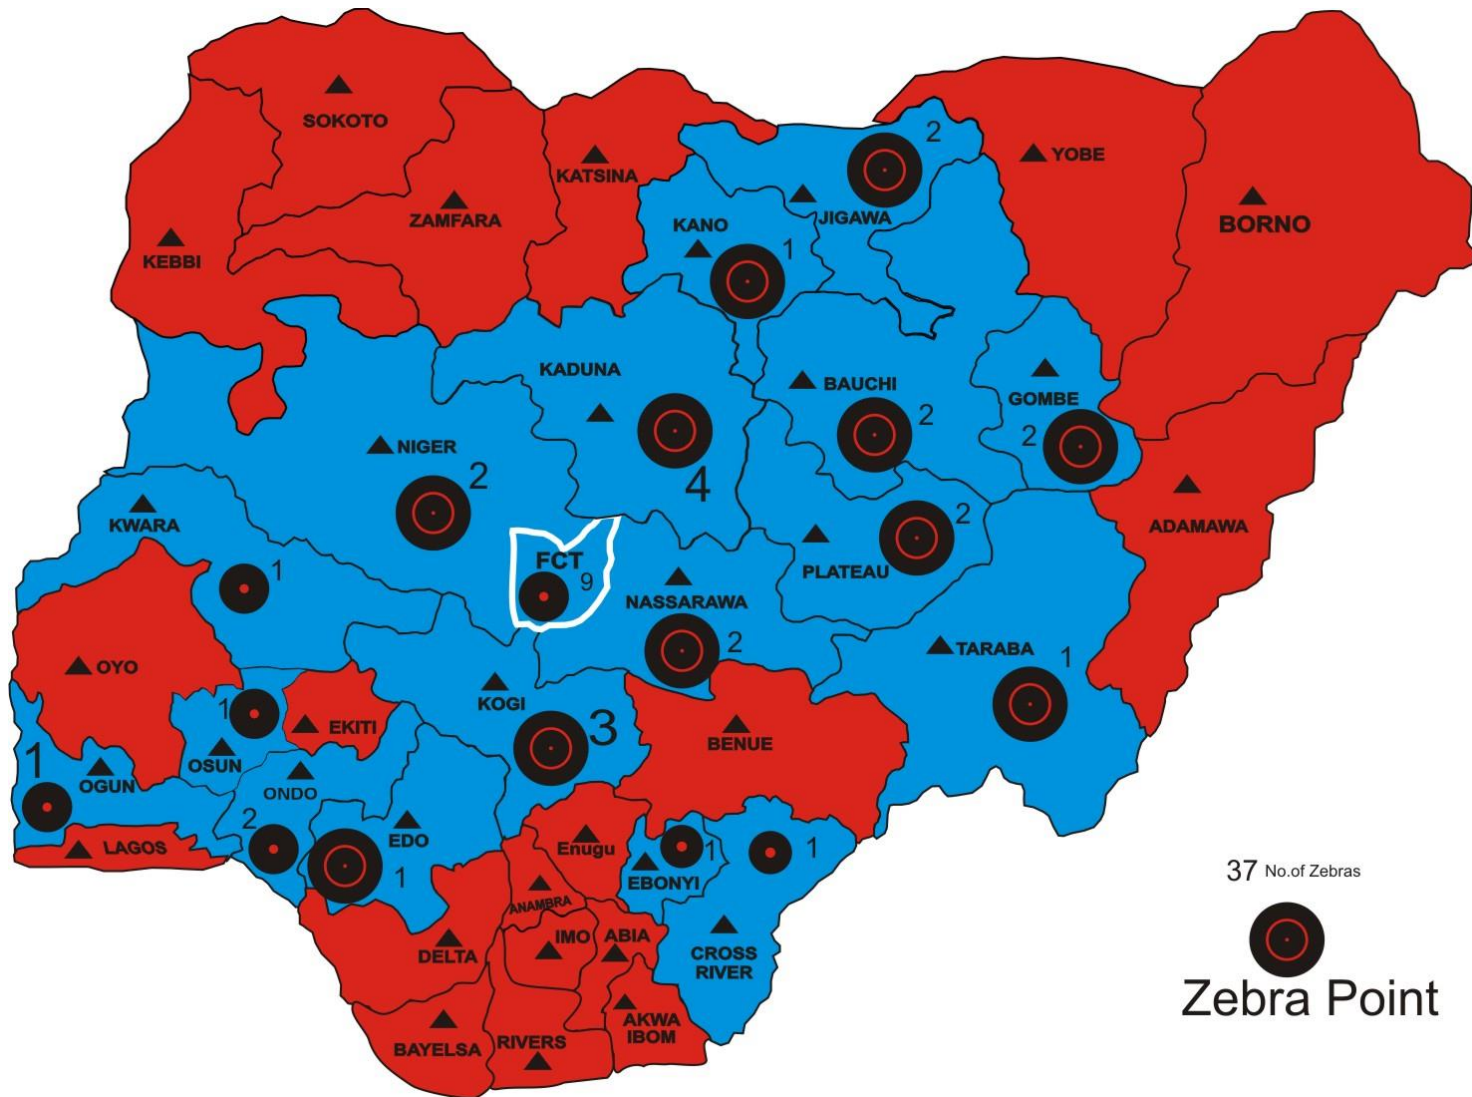 SOKOTO
KATSINA
2
YOBE
ZAMFARA
JIGAWA
KANO
BORNO
KEBBI
1
KADUNA
BAUCHI
GOMBE
2
2
NIGER
2
4
KWARA
2
ADAMAWA
FCT
9
PLATEAU
1
NASSARAWA
2
OYO
TARABA
1
KOGI
1
EKITI
3
BENUE
1
OSUN
OGUN
ONDO
2
EDO
LAGOS
Enugu
1
1
1
EBONYI
37 No.of Zebras
ANAMBRA
IMO
ABIA
DELTA
CROSS
RIVER
Zebra Point
AKWA
IBOM
RIVERS
BAYELSA